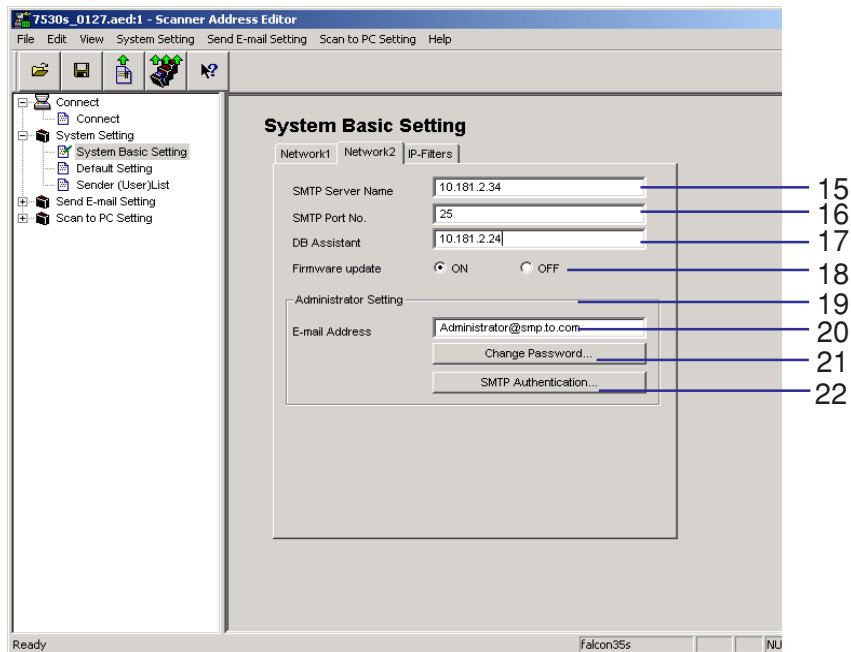 7530s_0127.aed:1 - Scanner Address Editor
File Edit View System Setting Send E-mail Setting Scan to PC Setting Help
Connect
Connect
System Setting
System Basic Setting
Default Setting
Sender (User)List
Send E-mail Setting
Scan to PC Setting
System Basic Setting
Network1 Network2 IP-Filters
SMTP Server Name 10.181.2.34 15
SMTP Port No. 25 16
DB Assistant 10.181.2.24 17
Firmware update ON OFF 18
Administrator Setting 19
E-mail Address Administrator@smp.to.com 20
Change Password... 21
SMTP Authentication... 22
Ready falcon35s NU